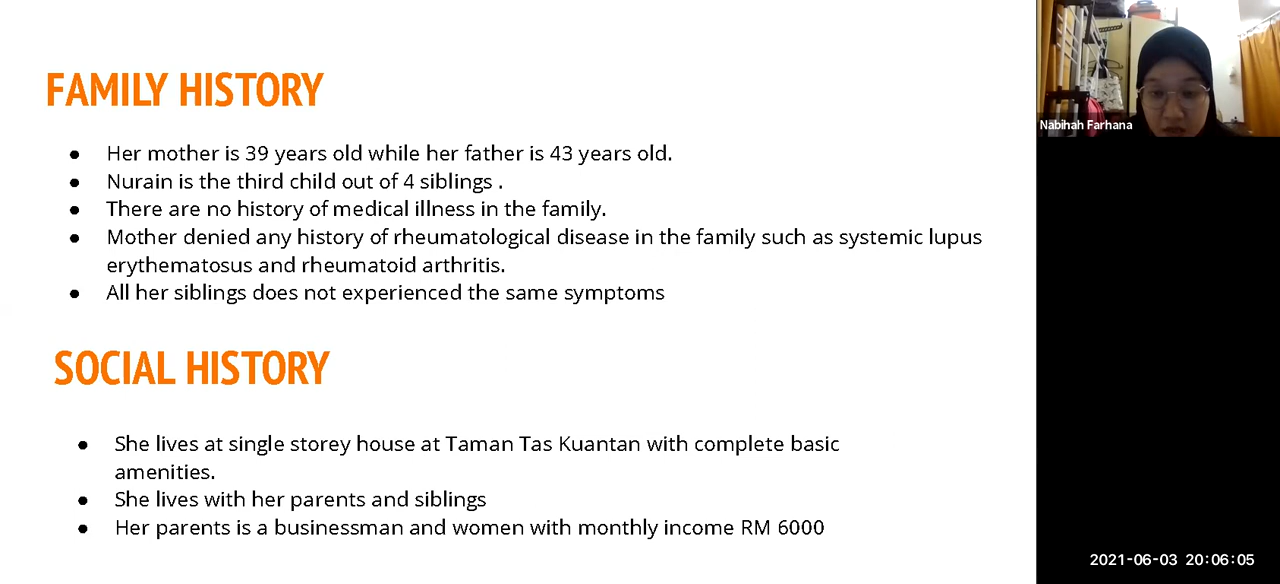 FAMILY HISTORY
● Her mother is 39 years old while her father is 43 years old.
● Nurain is the third child out of 4 siblings .
● There are no history of medical illness in the family.
● Mother denied any history of rheumatological disease in the family such as systemic lupus
erythematosus and rheumatoid arthritis.
● All her siblings does not experienced the same symptoms
SOCIAL HISTORY
● She lives at single storey house at Taman Tas Kuantan with complete basic
amenities.
● She lives with her parents and siblings
● Her parents is a businessman and women with monthly income RM 6000
Nabihah Farhana
2021-06-03 20:06:05